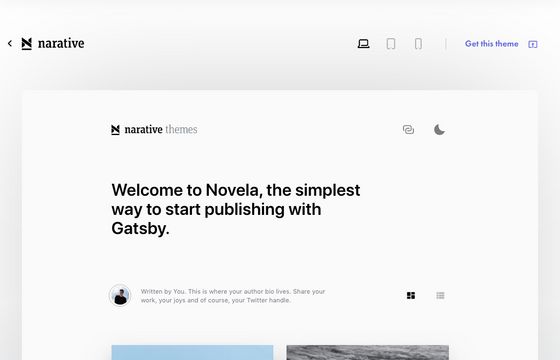 narative
Get this theme
narative themes
Welcome to Novela, the simplest
way to start publishing with
Gatsby.
Written by You. This is where your author bio lives. Share your
work, your joys and of course, your Twitter handle.